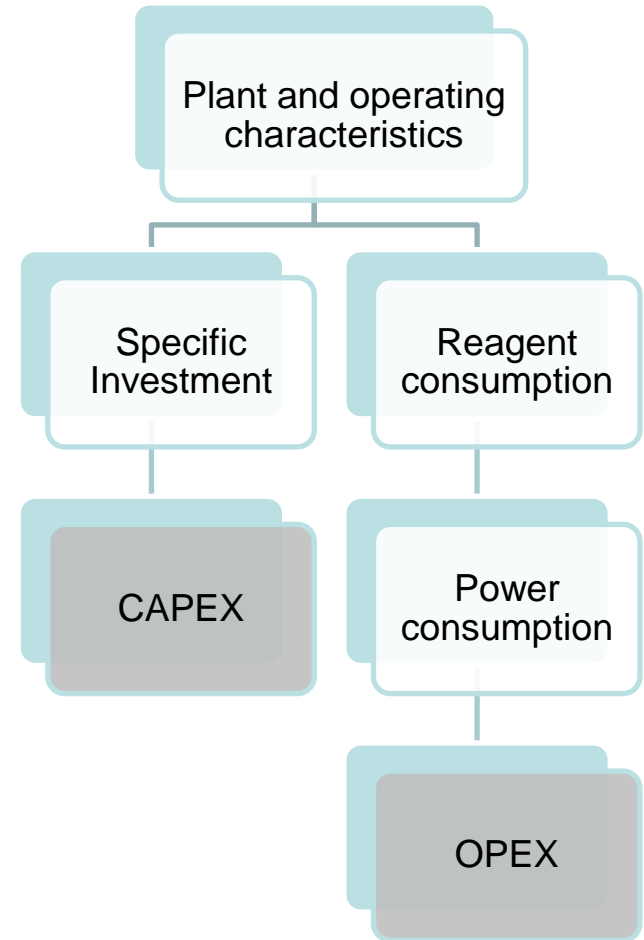 Plant and operating
characteristics
Specific
Investment
Reagent
consumption
CAPEX
Power
consumption
OPEX